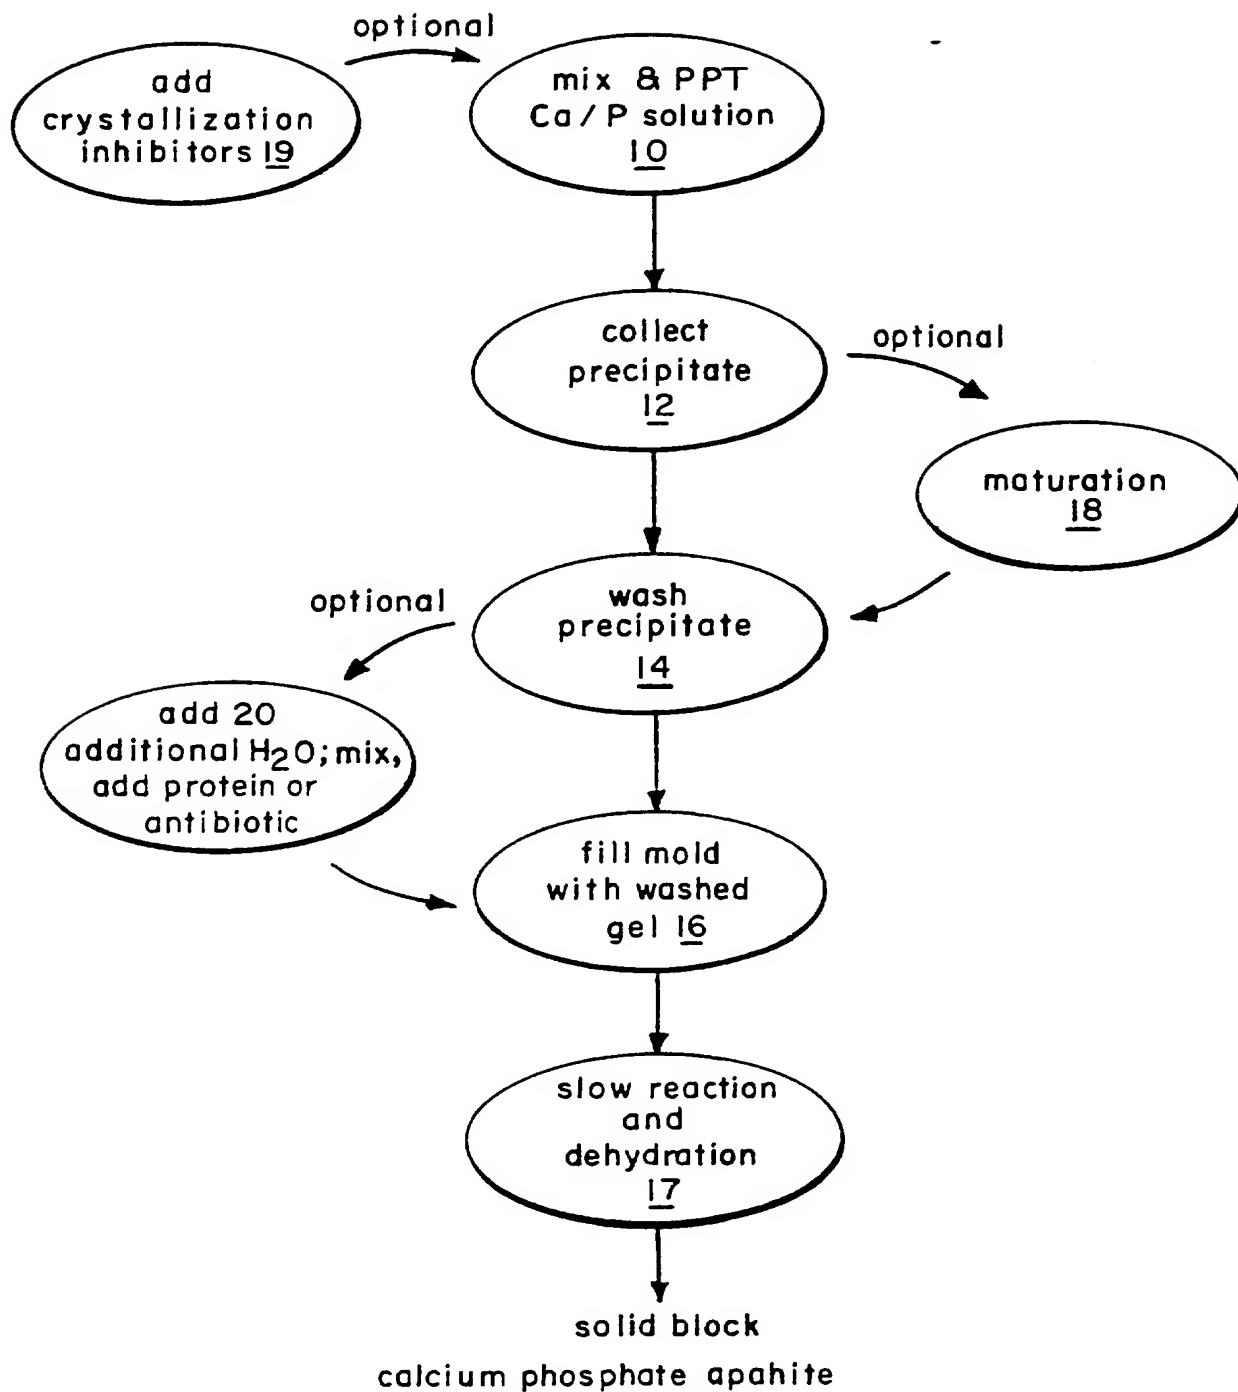 optional
add
crystallization
inhibitors 19
mix & PPT
Ca/P solution
10
collect
precipitate
12
optional
maturation
18
wash
precipitate
14
optional
add 20
additional H₂O; mix,
add protein or
antibiotic
fill mold
with washed
gel 16
slow reaction
and
dehydration
17
solid block
calcium phosphate apahite